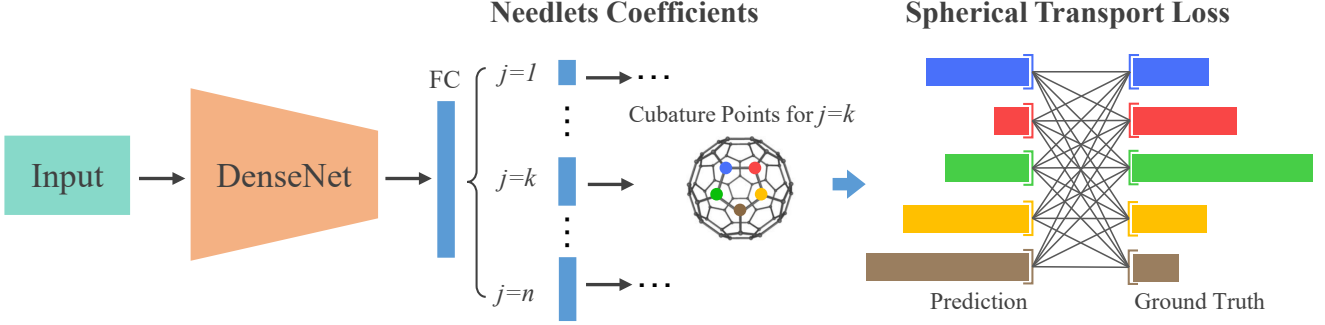 Needlets Coefficients
Spherical Transport Loss
Input
DenseNet
FC
j=1
...
j=k
j=n
...
Cubature Points for j=k
Prediction
Ground Truth